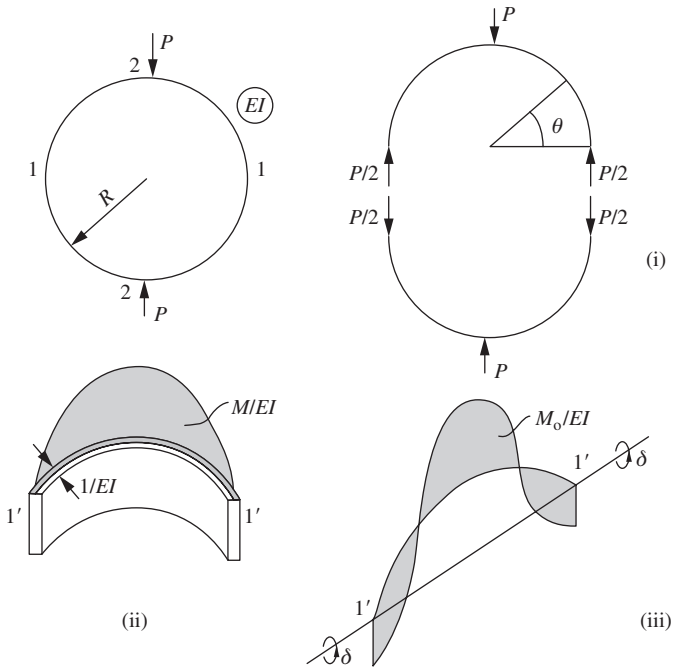 P
2
EI
1
1
R
2
P
P
θ
P/2
P/2
P/2
P/2
(i)
P
M/EI
1/EI
1′
1′
(ii)
Mo/EI
1′
δ
1′
δ
(iii)